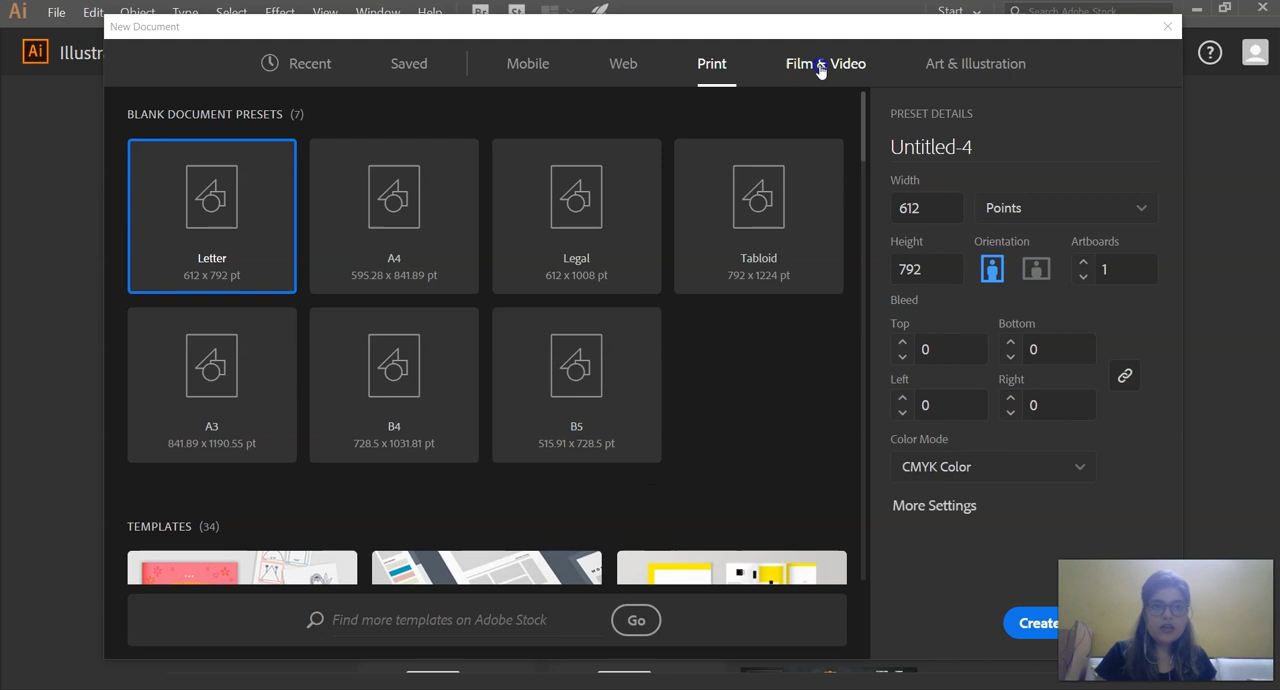 Ai File Edit Object Type Select Effect View Window Help Br St Start Search Adobe Stock
New Document
Ai Illustr
Recent Saved Mobile Web Print Film & Video Art & Illustration
?
BLANK DOCUMENT PRESETS (7)
Letter
612 x 792 pt
A4
595.28 x 841.89 pt
Legal
612 x 1008 pt
Tabloid
792 x 1224 pt
A3
841.89 x 1190.55 pt
B4
728.5 x 1031.81 pt
B5
515.91 x 728.5 pt
TEMPLATES (34)
Find more templates on Adobe Stock Go
PRESET DETAILS
Untitled-4
Width
612 Points
Height Orientation Artboards
792 1
Bleed
Top Bottom
0 0
Left Right
0 0
Color Mode
CMYK Color
More Settings
Create